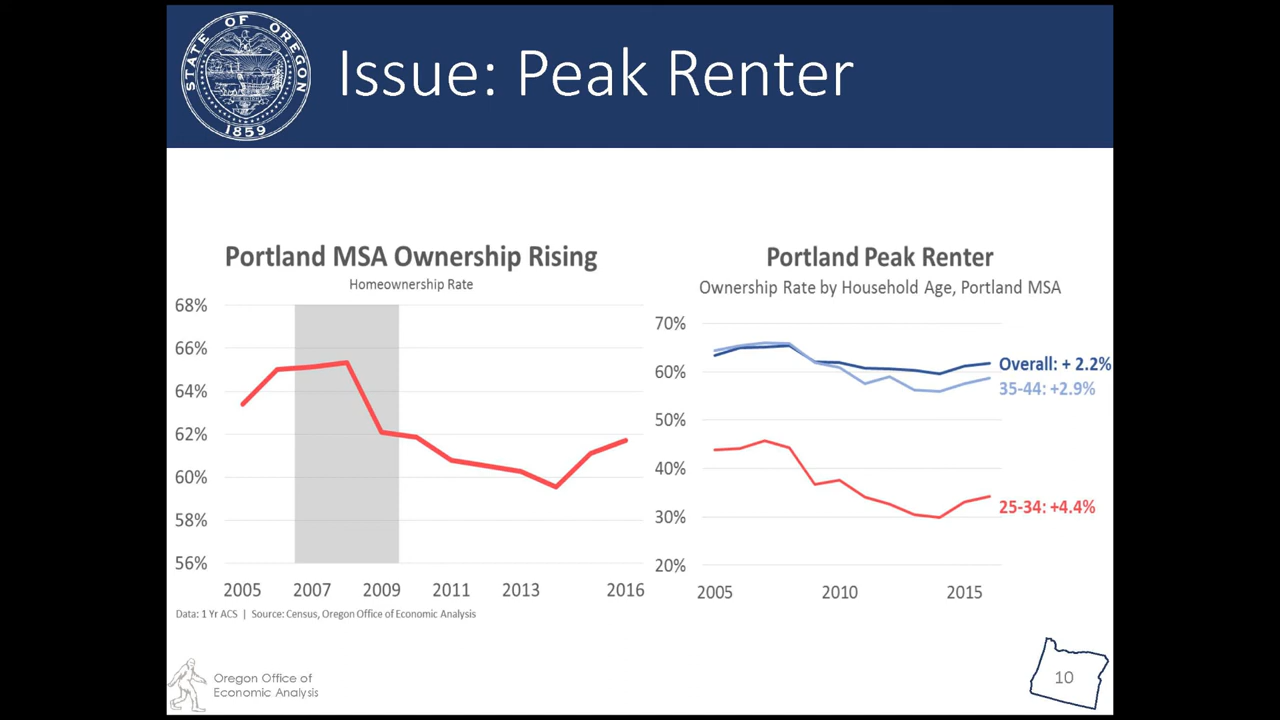 STATE OF OREGON
1859
Issue: Peak Renter
Portland MSA Ownership Rising
Homeownership Rate
68%
66%
64%
62%
60%
58%
56%
2005 2007 2009 2011 2013 2016
Data: 1 Yr ACS | Source: Census, Oregon Office of Economic Analysis
Portland Peak Renter
Ownership Rate by Household Age, Portland MSA
70%
60%
50%
40%
30%
20%
Overall: + 2.2%
35-44: +2.9%
25-34: +4.4%
2005 2010 2015
Oregon Office of
Economic Analysis
10